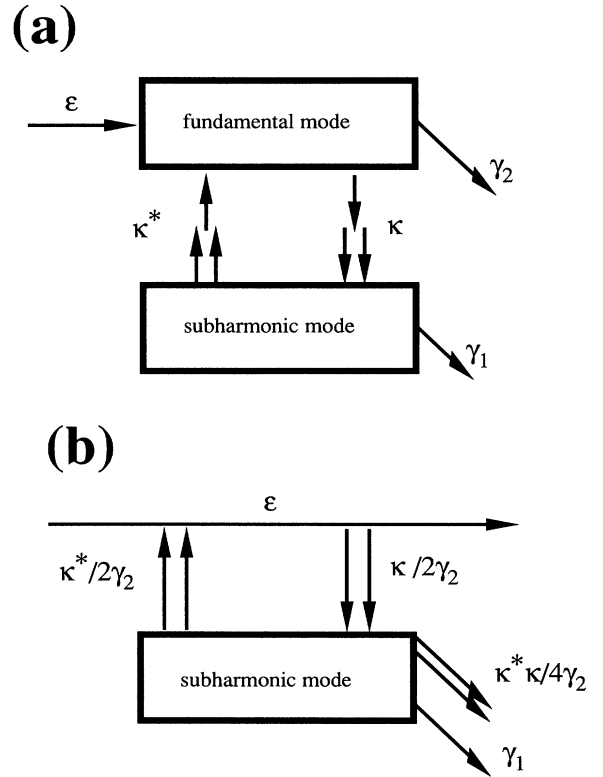 (a)
ε
fundamental mode
γ2
κ*
κ
subharmonic mode
γ1
(b)
ε
κ*/2γ2
κ/2γ2
subharmonic mode
κ*κ/4γ2
γ1